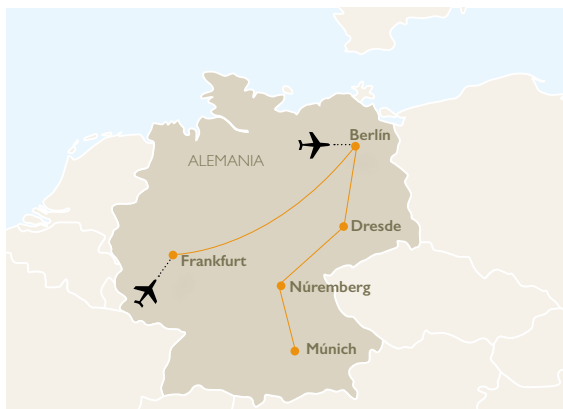 Berlín
ALEMANIA
Dresde
Frankfurt
Núremberg
Múnich